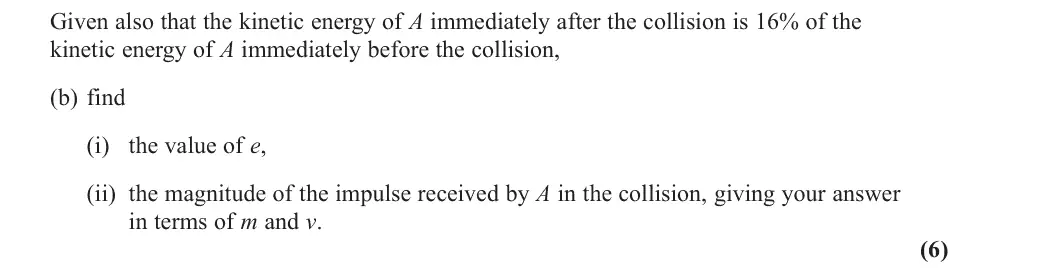 Given also that the kinetic energy of A immediately after the collision is 16% of the
kinetic energy of A immediately before the collision,
(b) find
(i) the value of e,
(ii) the magnitude of the impulse received by A in the collision, giving your answer
in terms of m and v.
(6)